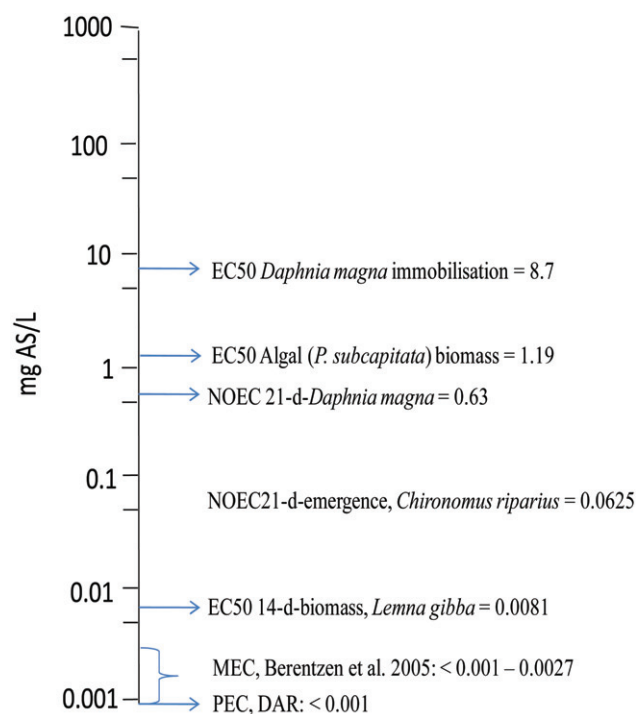 1000
100
10
EC50 Daphnia magna immobilisation = 8.7
EC50 Algal (P. subcapitata) biomass = 1.19
1
mg AS/L
NOEC 21-d-Daphnia magna = 0.63
0.1
NOEC21-d-emergence, Chironomus riparius = 0.0625
0.01
EC50 14-d-biomass, Lemna gibba = 0.0081
MEC, Berentzen et al. 2005: < 0.001 – 0.0027
0.001
PEC, DAR: < 0.001